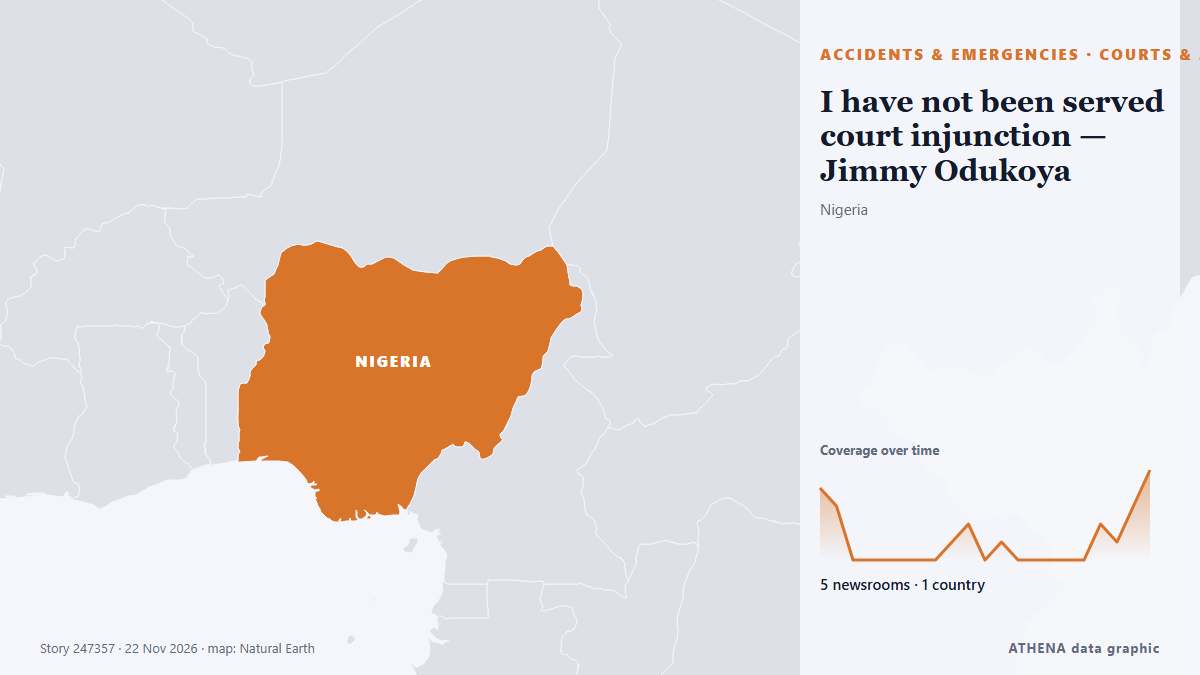 ACCIDENTS & EMERGENCIES · COURTS &
I have not been served
court injunction —
Jimmy Odukoya
Nigeria
NIGERIA
Coverage over time
5 newsrooms · 1 country
Story 247357 · 22 Nov 2026 · map: Natural Earth
ATHENA data graphic